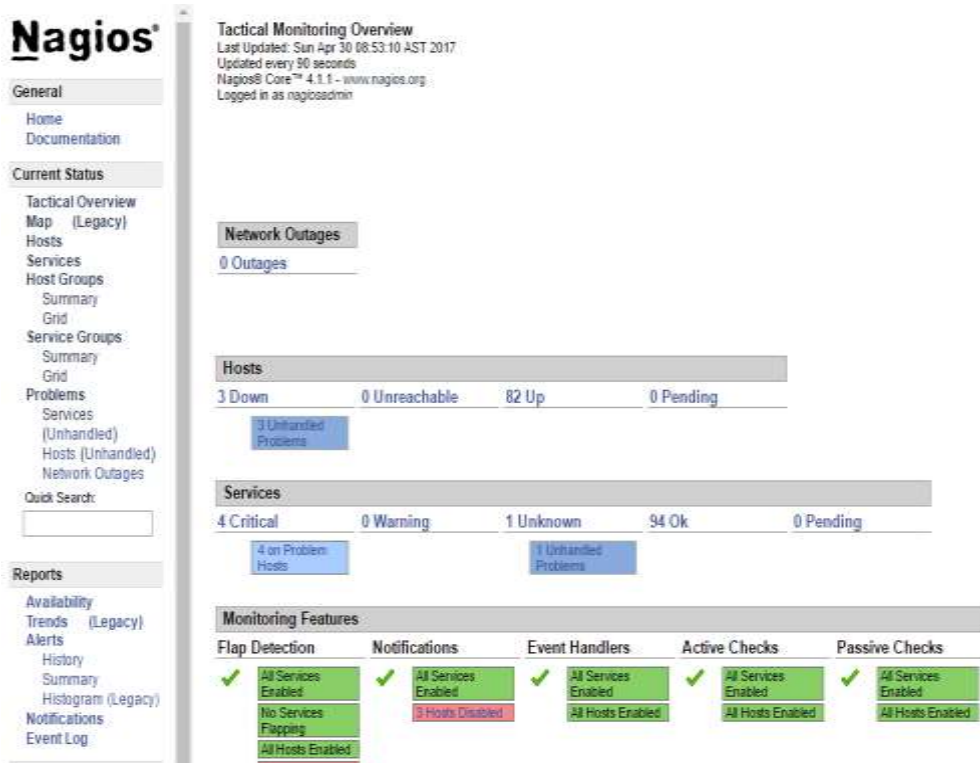 Nagios®
General
Home
Documentation
Current Status
Tactical Overview
Map (Legacy)
Hosts
Services
Host Groups
Summary
Grid
Service Groups
Summary
Grid
Problems
Services
(Unhandled)
Hosts (Unhandled)
Network Outages
Quick Search:
Reports
Availability
Trends (Legacy)
Alerts
History
Summary
Histogram (Legacy)
Notifications
Event Log
Tactical Monitoring Overview
Last Updated: Sun Apr 30 08:53:10 AST 2017
Updated every 90 seconds
Nagios® Core™ 4.1.1 - www.nagios.org
Logged in as nagiosadmin
Network Outages
0 Outages
Hosts
3 Down 0 Unreachable 82 Up 0 Pending
3 Unhandled
Problems
Services
4 Critical 0 Warning 1 Unknown 94 Ok 0 Pending
4 on Problem
Hosts
1 Unhandled
Problems
Monitoring Features
Flap Detection Notifications Event Handlers Active Checks Passive Checks
All Services
Enabled
No Services
Flapping
All Hosts Enabled
All Services
Enabled
3 Hosts Disabled
All Services
Enabled
All Hosts Enabled
All Services
Enabled
All Hosts Enabled
All Services
Enabled
All Hosts Enabled